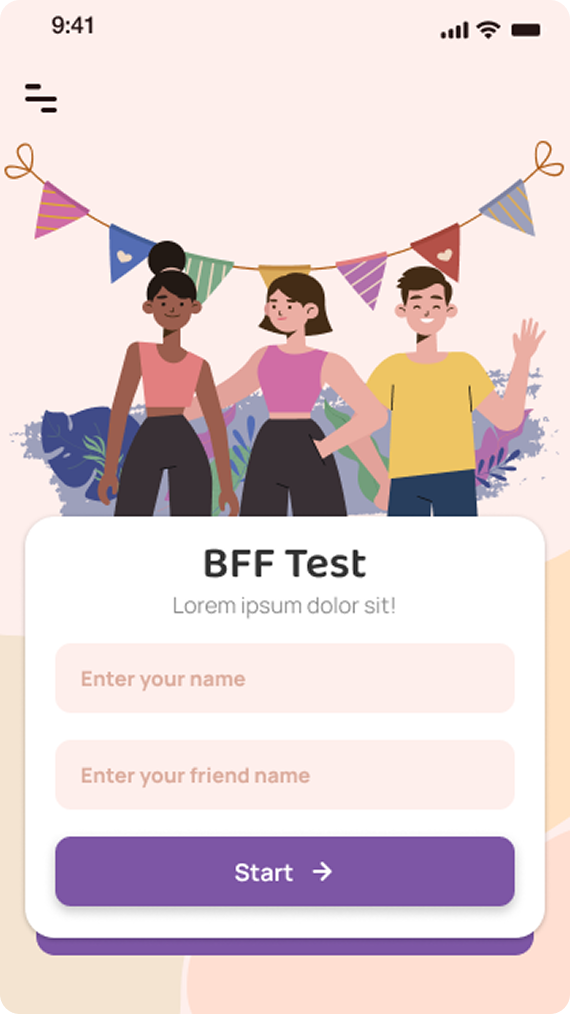 9:41
BFF Test
Lorem ipsum dolor sit!
Enter your name
Enter your friend name
Start →